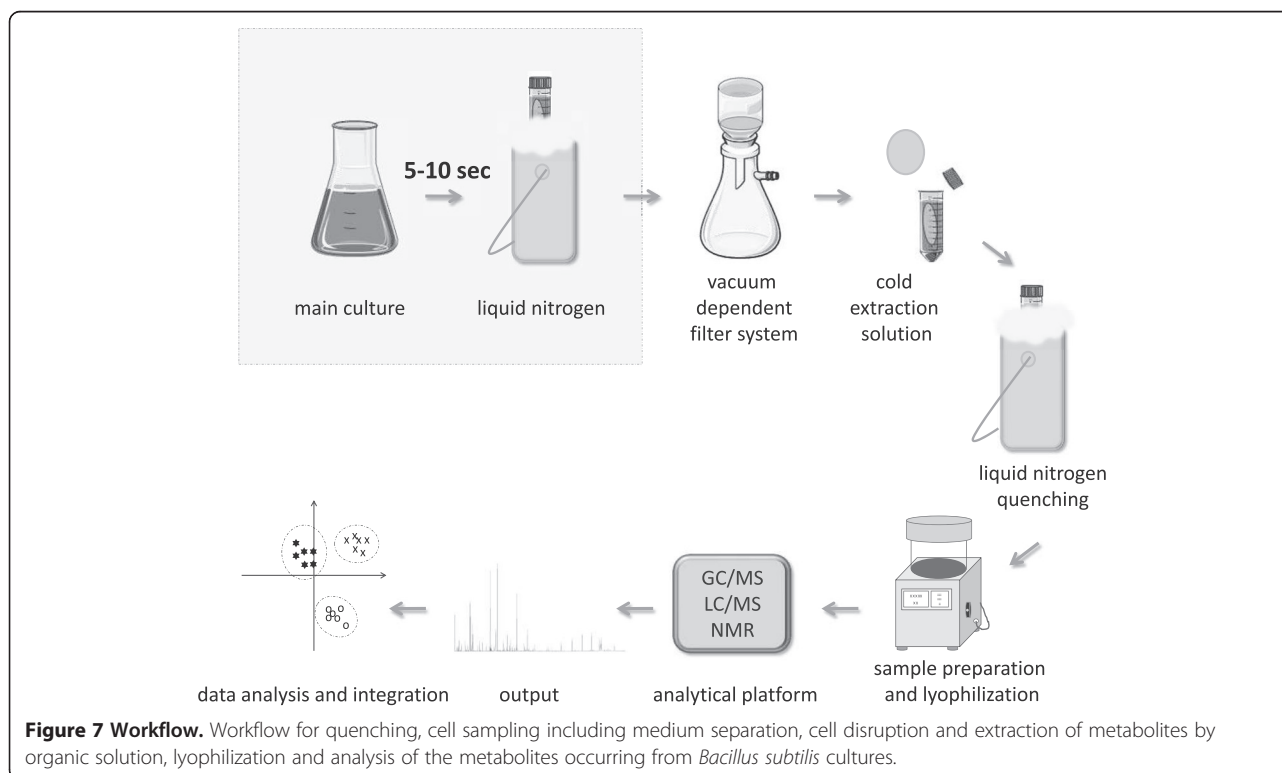 5-10 sec
main culture
liquid nitrogen
vacuum
dependent
filter system
cold
extraction
solution
liquid nitrogen
quenching
sample preparation
and lyophilization
GC/MS
LC/MS
NMR
analytical platform
output
data analysis and integration
Figure 7 Workflow. Workflow for quenching, cell sampling including medium separation, cell disruption and extraction of metabolites by
organic solution, lyophilization and analysis of the metabolites occurring from Bacillus subtilis cultures.